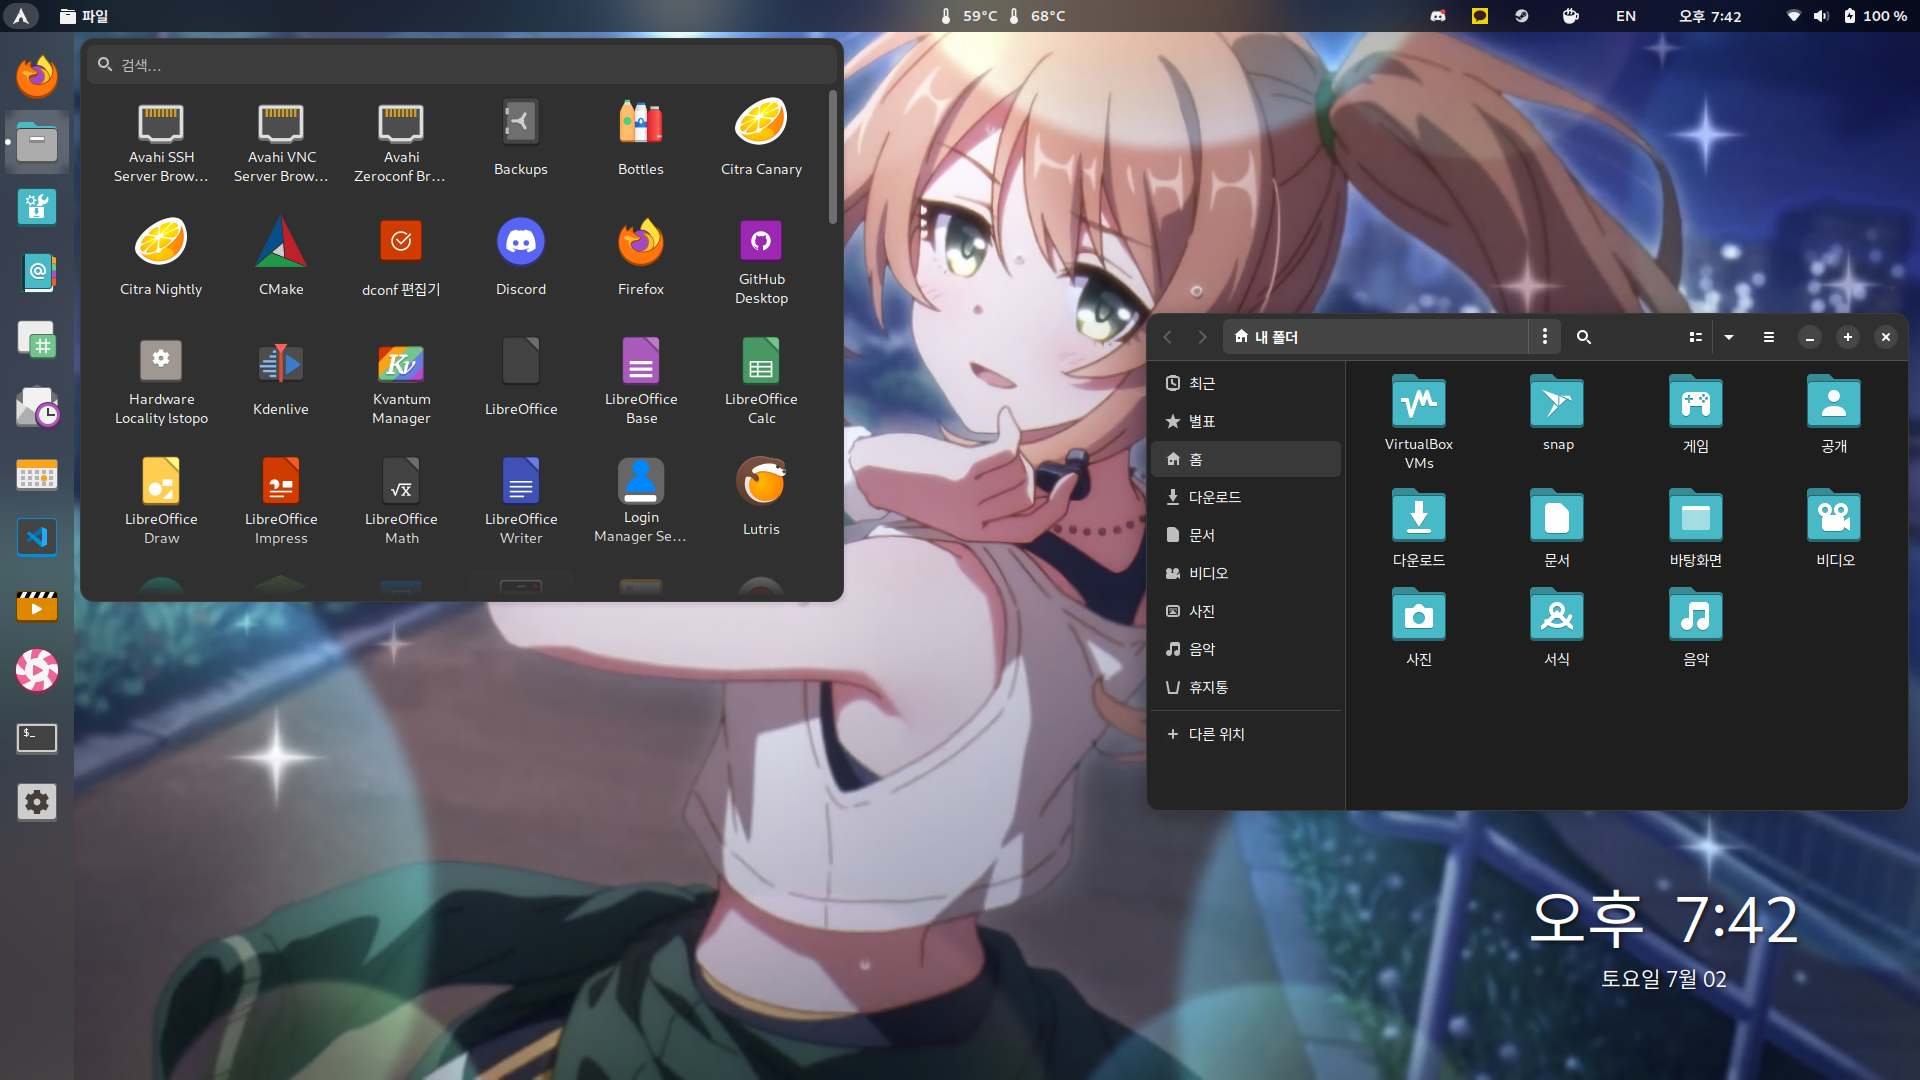 파일
59°C 68°C
EN
오후 7:42
100 %
검색...
Avahi SSH
Server Brow...
Avahi VNC
Server Brow...
Avahi
Zeroconf Br...
Backups
Bottles
Citra Canary
Citra Nightly
CMake
dconf 편집기
Discord
Firefox
GitHub
Desktop
Hardware
Locality lstopo
Kdenlive
Kvantum
Manager
LibreOffice
LibreOffice
Base
LibreOffice
Calc
LibreOffice
Draw
LibreOffice
Impress
LibreOffice
Math
LibreOffice
Writer
Login
Manager Se...
Lutris
내 폴더
최근
별표
홈
다운로드
문서
비디오
사진
음악
휴지통
다른 위치
VirtualBox
VMs
snap
게임
공개
다운로드
문서
바탕화면
비디오
사진
서식
음악
오후 7:42
토요일 7월 02